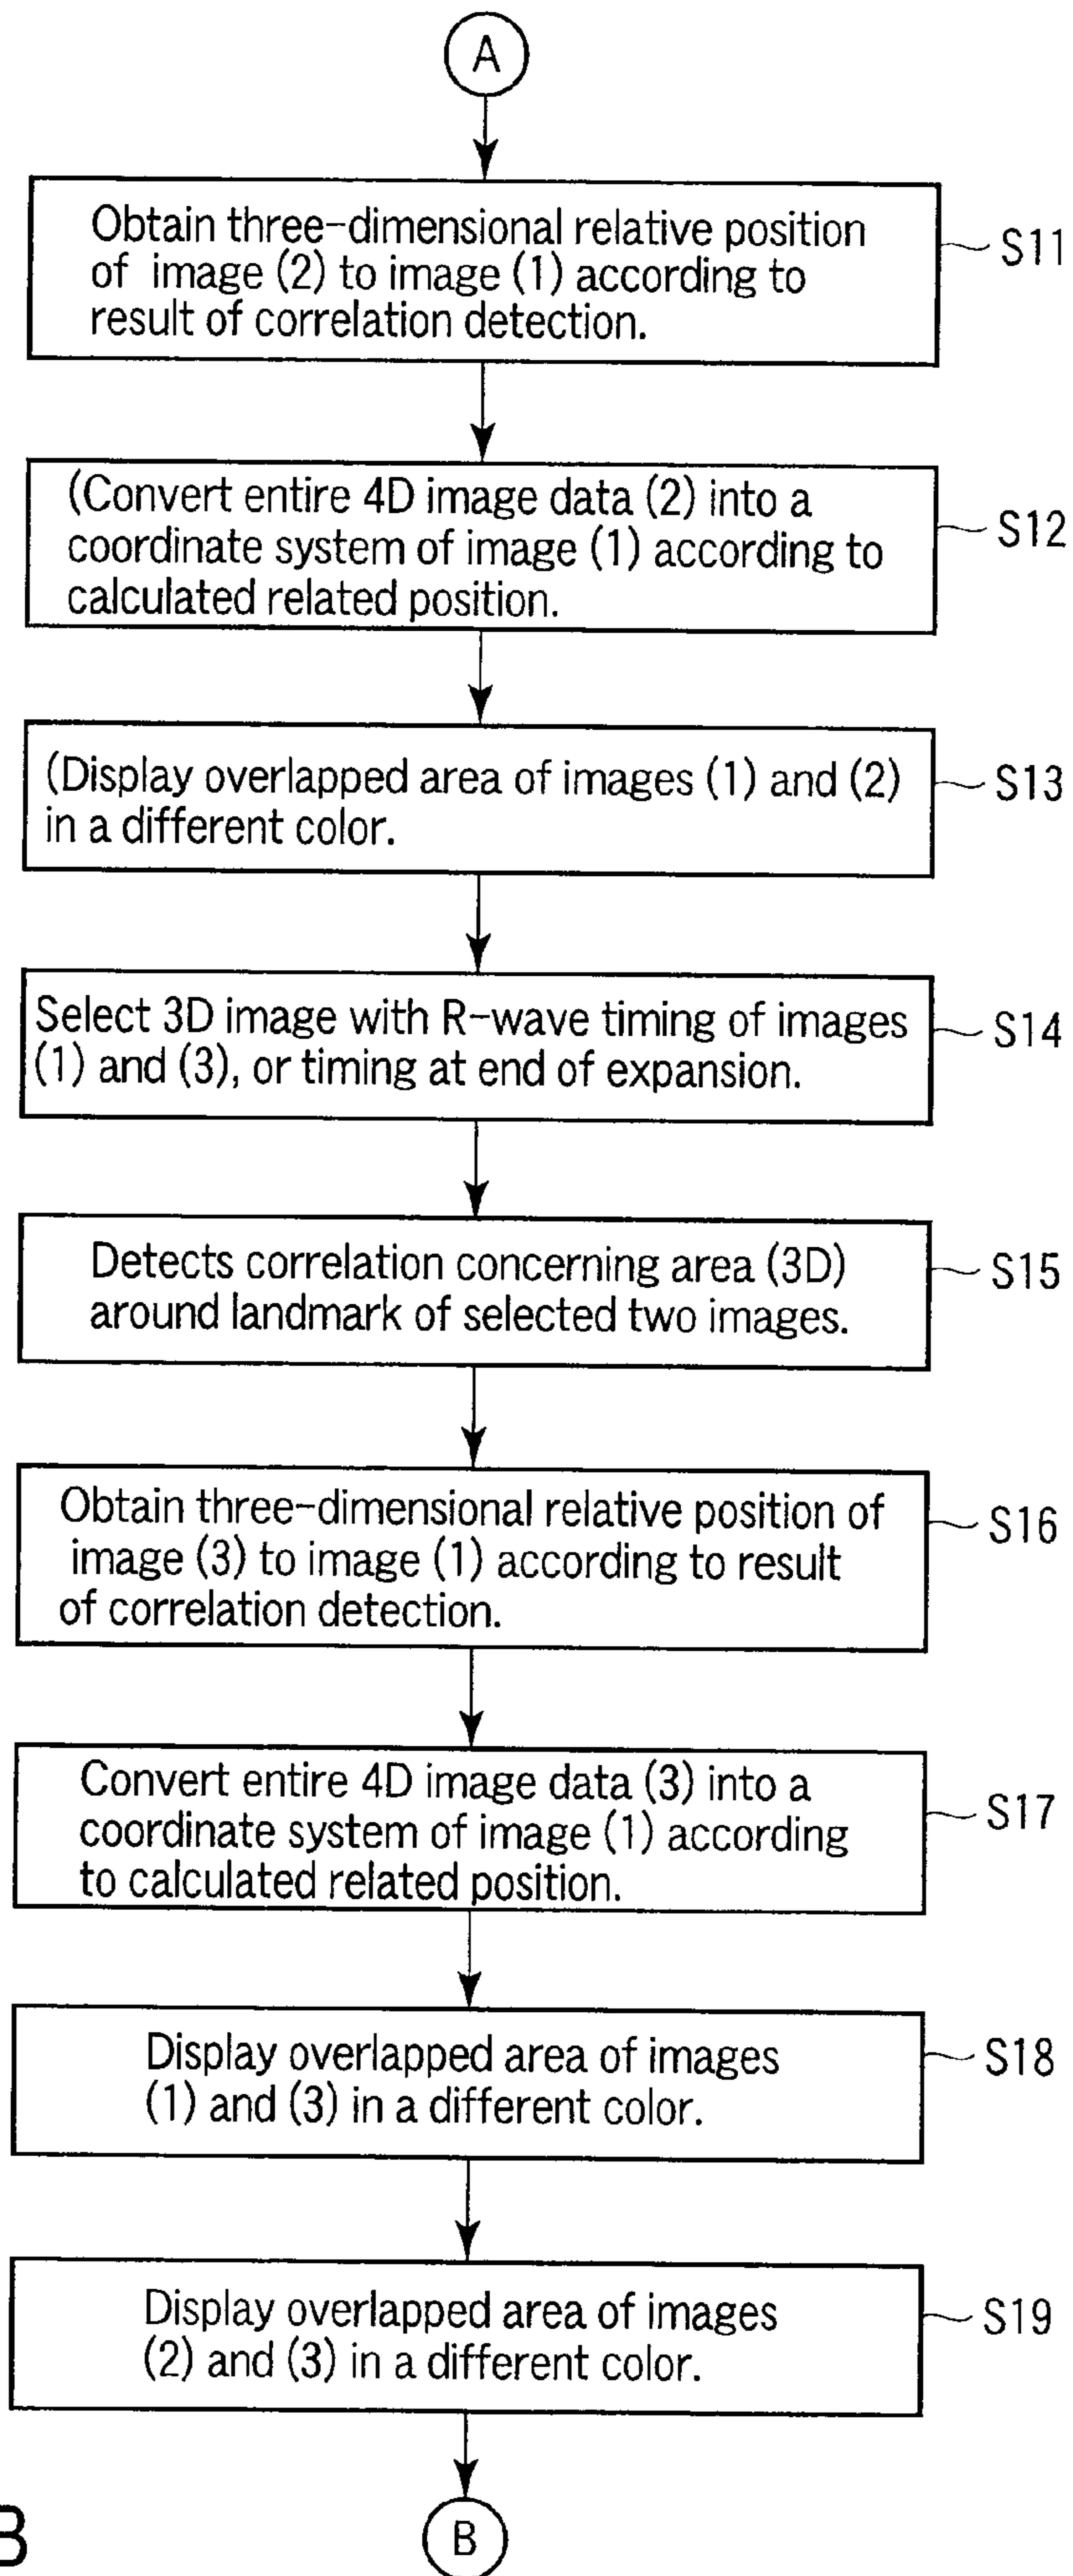 A
Obtain three-dimensional relative position
of image (2) to image (1) according to
result of correlation detection.
S11
(Convert entire 4D image data (2) into a
coordinate system of image (1) according to
calculated related position.
S12
(Display overlapped area of images (1) and (2)
in a different color.
S13
Select 3D image with R-wave timing of images
(1) and (3), or timing at end of expansion.
S14
Detects correlation concerning area (3D)
around landmark of selected two images.
S15
Obtain three-dimensional relative position of
image (3) to image (1) according to result
of correlation detection.
S16
Convert entire 4D image data (3) into a
coordinate system of image (1) according
to calculated related position.
S17
Display overlapped area of images
(1) and (3) in a different color.
S18
Display overlapped area of images
(2) and (3) in a different color.
S19
B
B